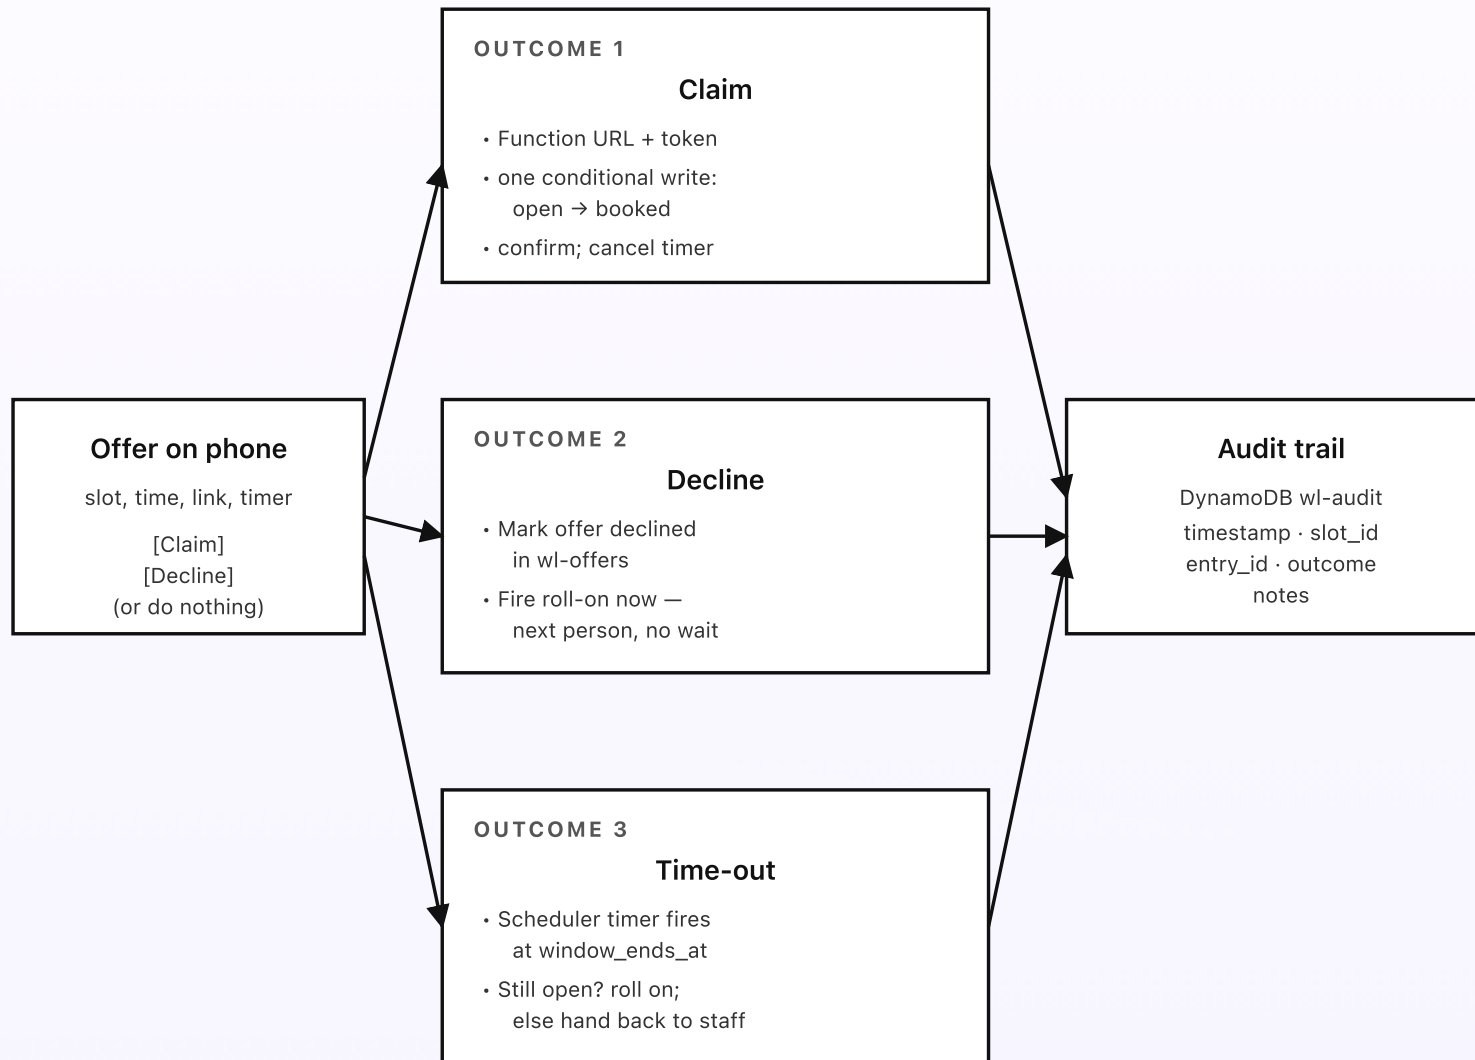 OUTCOME 1
Claim
• Function URL + token
• one conditional write:
open → booked
• confirm; cancel timer
Offer on phone
slot, time, link, timer
[Claim]
[Decline]
(or do nothing)
OUTCOME 2
Decline
• Mark offer declined
in wl-offers
• Fire roll-on now —
next person, no wait
Audit trail
DynamoDB wl-audit
timestamp · slot_id
entry_id · outcome
notes
OUTCOME 3
Time-out
• Scheduler timer fires
at window_ends_at
• Still open? roll on;
else hand back to staff